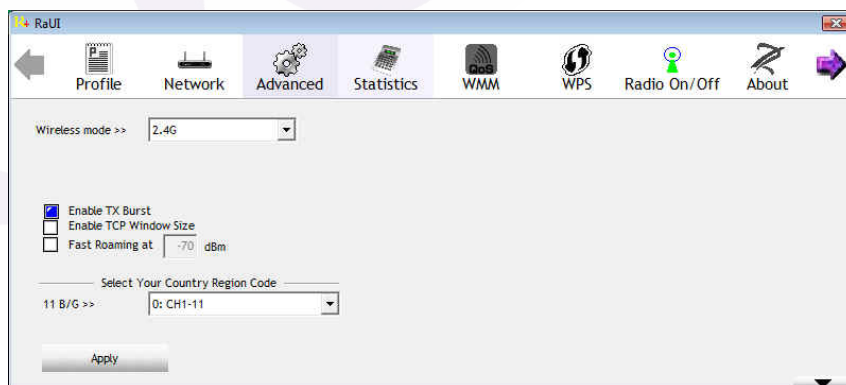 RaUI
Profile Network Advanced Statistics QoS WMM WPS Radio On/Off About
Wireless mode >> 2.4G
Enable TX Burst
Enable TCP Window Size
Fast Roaming at -70 dBm
Select Your Country Region Code
11 B/G >> 0: CH1-11
Apply